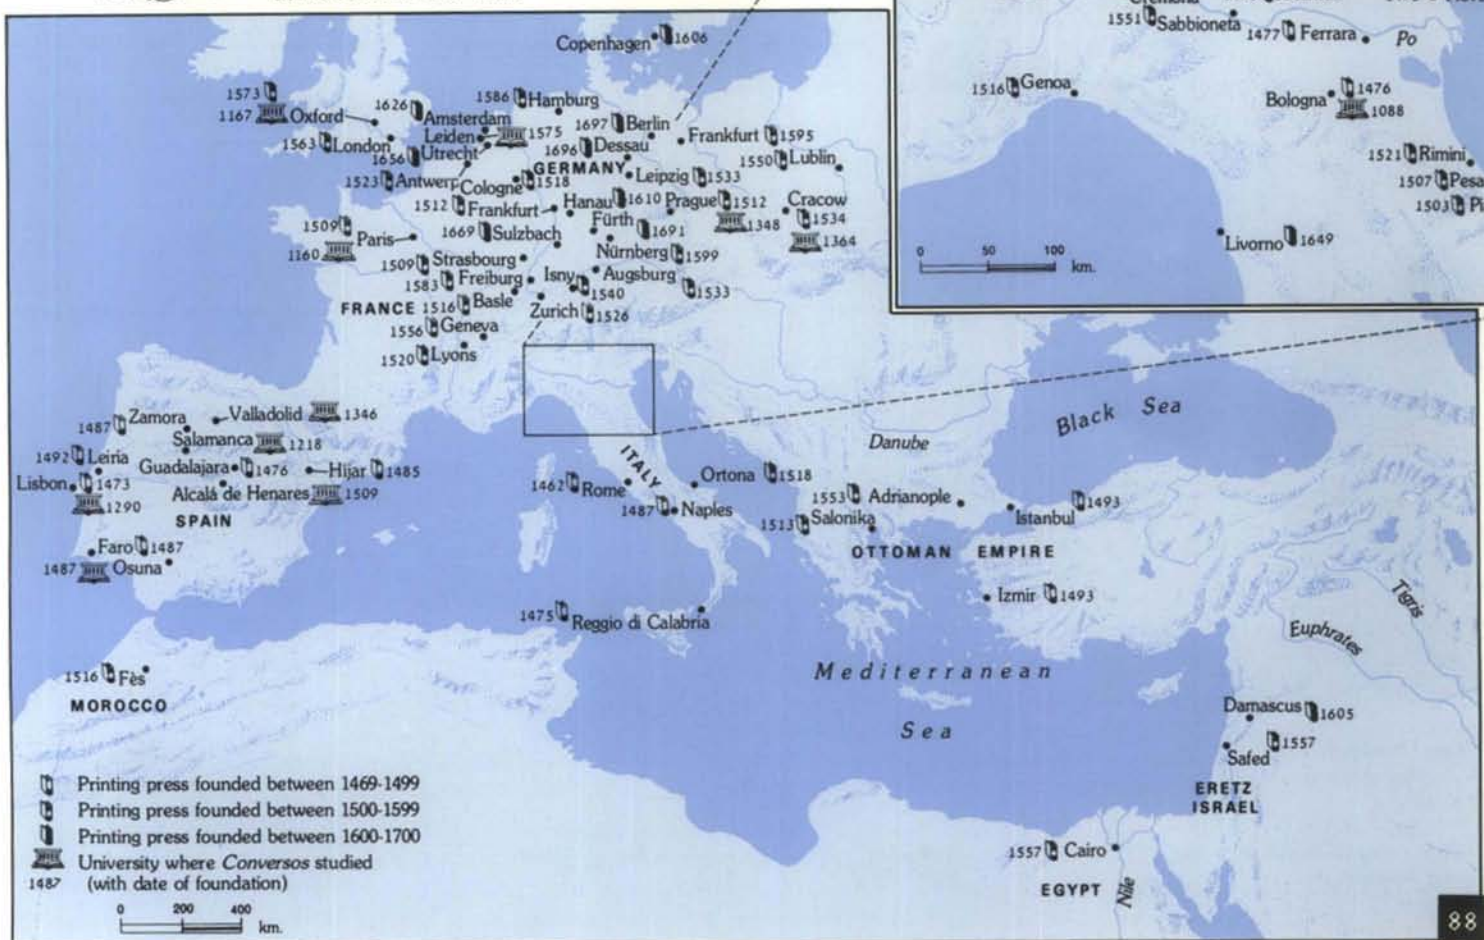 Copenhagen 1606
1573
1167 Oxford
1626 Amsterdam
1586 Hamburg
Leiden 1575
1697 Berlin
Frankfurt 1595
1563 London
1656 Utrecht
1696 Dessau
GERMANY
1550 Lublin
1523 Antwerp
Cologne 1518
Leipzig 1533
1512 Frankfurt
Hanau 1610
Prague 1512
1348
Cracow
1534
1364
1509
Paris
1160
1669 Sulzbach
Fürth
1691
Nürnberg 1599
1509 Strasbourg
1583 Freiburg
Isny
1540
Augsburg
1533
FRANCE
1516 Basle
Zurich 1526
1556 Geneva
1520 Lyons
1487 Zamora
Valladolid 1346
Salamanca 1218
1492 Leiria
Guadalajara 1476
Hijar 1485
Lisbon 1473
1290
Alcalá de Henares 1509
SPAIN
Faro 1487
1487 Osuna
ITALY
1462 Rome
Ortona 1518
1487 Naples
1475 Reggio di Calabria
Danube
Black Sea
1553 Adrianople
1513 Salonika
Istanbul
1493
OTTOMAN EMPIRE
Izmir 1493
Tigris
Euphrates
Mediterranean
Sea
1516 Fès
MOROCCO
Damascus 1605
Safed 1557
ERETZ
ISRAEL
1557 Cairo
EGYPT
Nile
Printing press founded between 1469-1499
Printing press founded between 1500-1599
Printing press founded between 1600-1700
University where Conversos studied
1487 (with date of foundation)
0 200 400
km.
1551 Sabbioneta
1477 Ferrara
Po
1516 Genoa
Bologna 1476
1088
1521 Rimini
1507 Pesa
1503 Pi
Livorno 1649
0 50 100
km.
88